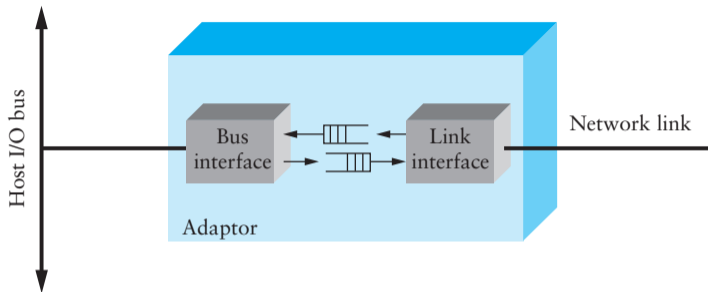 Host I/O bus
Bus
interface
Link
interface
Network link
Adaptor